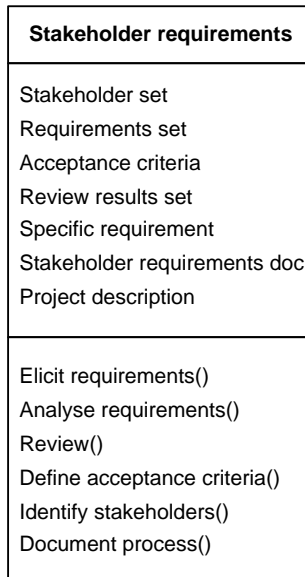 Stakeholder requirements
Stakeholder set
Requirements set
Acceptance criteria
Review results set
Specific requirement
Stakeholder requirements doc
Project description
Elicit requirements()
Analyse requirements()
Review()
Define acceptance criteria()
Identify stakeholders()
Document process()